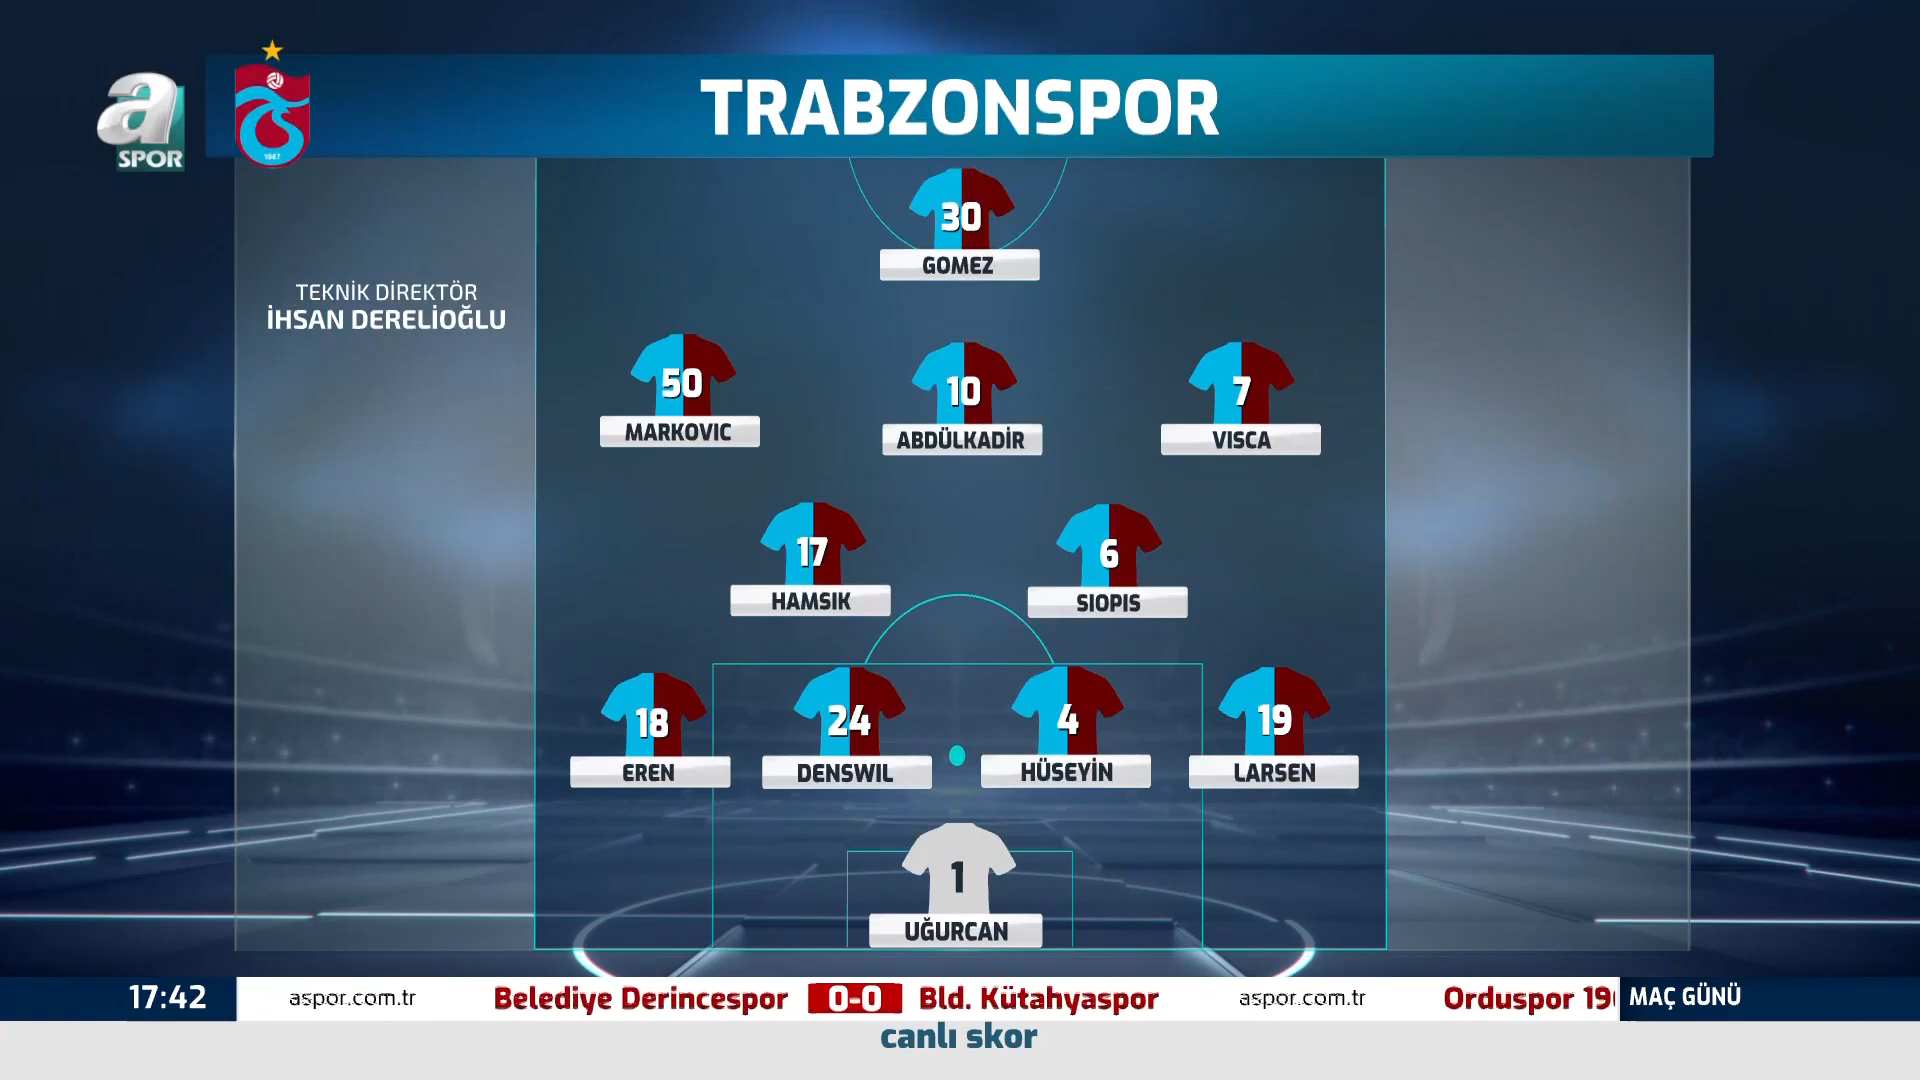 a
SPOR
1967
TRABZONSPOR
TEKNİK DİREKTÖR
İHSAN DERELİOĞLU
30
GOMEZ
50
MARKOVIC
10
ABDÜLKADİR
7
VISCA
17
HAMSIK
6
SIOPIS
18
EREN
24
DENSWIL
4
HÜSEYİN
19
LARSEN
1
UĞURCAN
17:42 aspor.com.tr Belediye Derincespor 0-0 Bld. Kütahyaspor aspor.com.tr Orduspor 19 MAÇ GÜNÜ
canlı skor